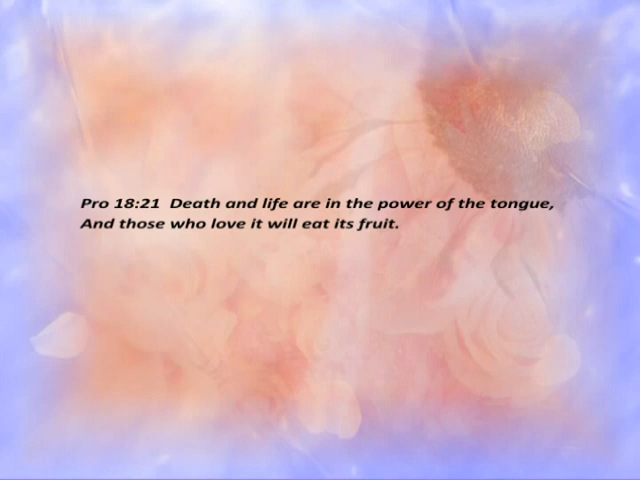 Pro 18:21  Death and life are in the power of the tongue,
And those who love it will eat its fruit.